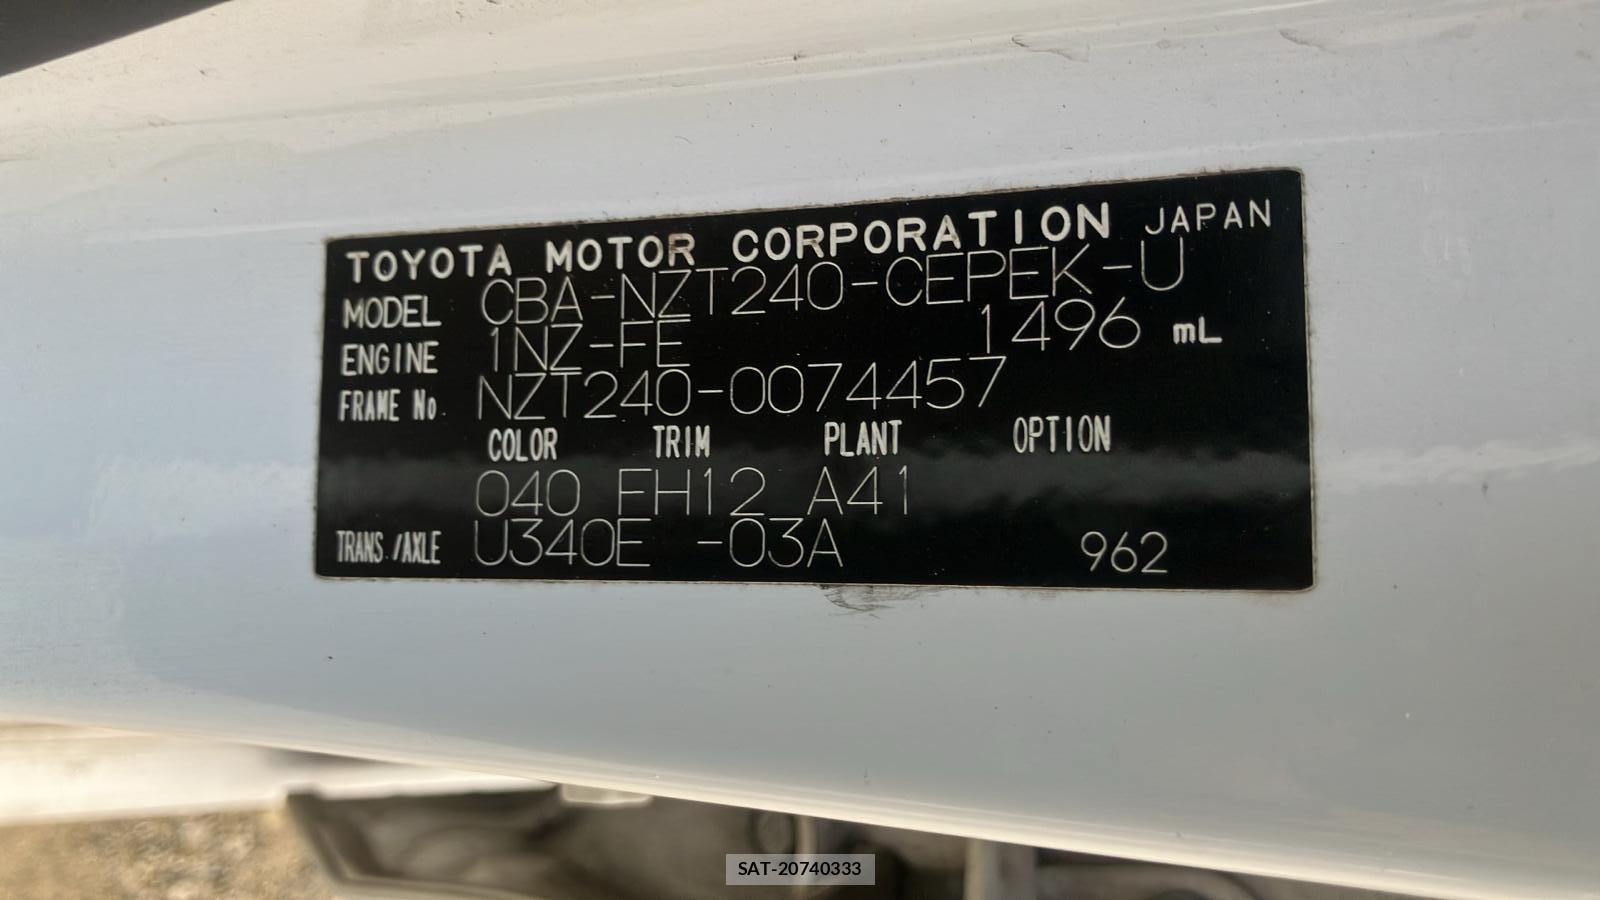 TOYOTA MOTOR CORPORATION JAPAN
MODEL CBA-NZT240-CEPEK-U
ENGINE 1NZ-FE 1496 mL
FRAME No. NZT240-0074457
COLOR TRIM PLANT OPTION
040 FH12 A41
TRANS./AXLE U340E -03A 962
SAT-20740333